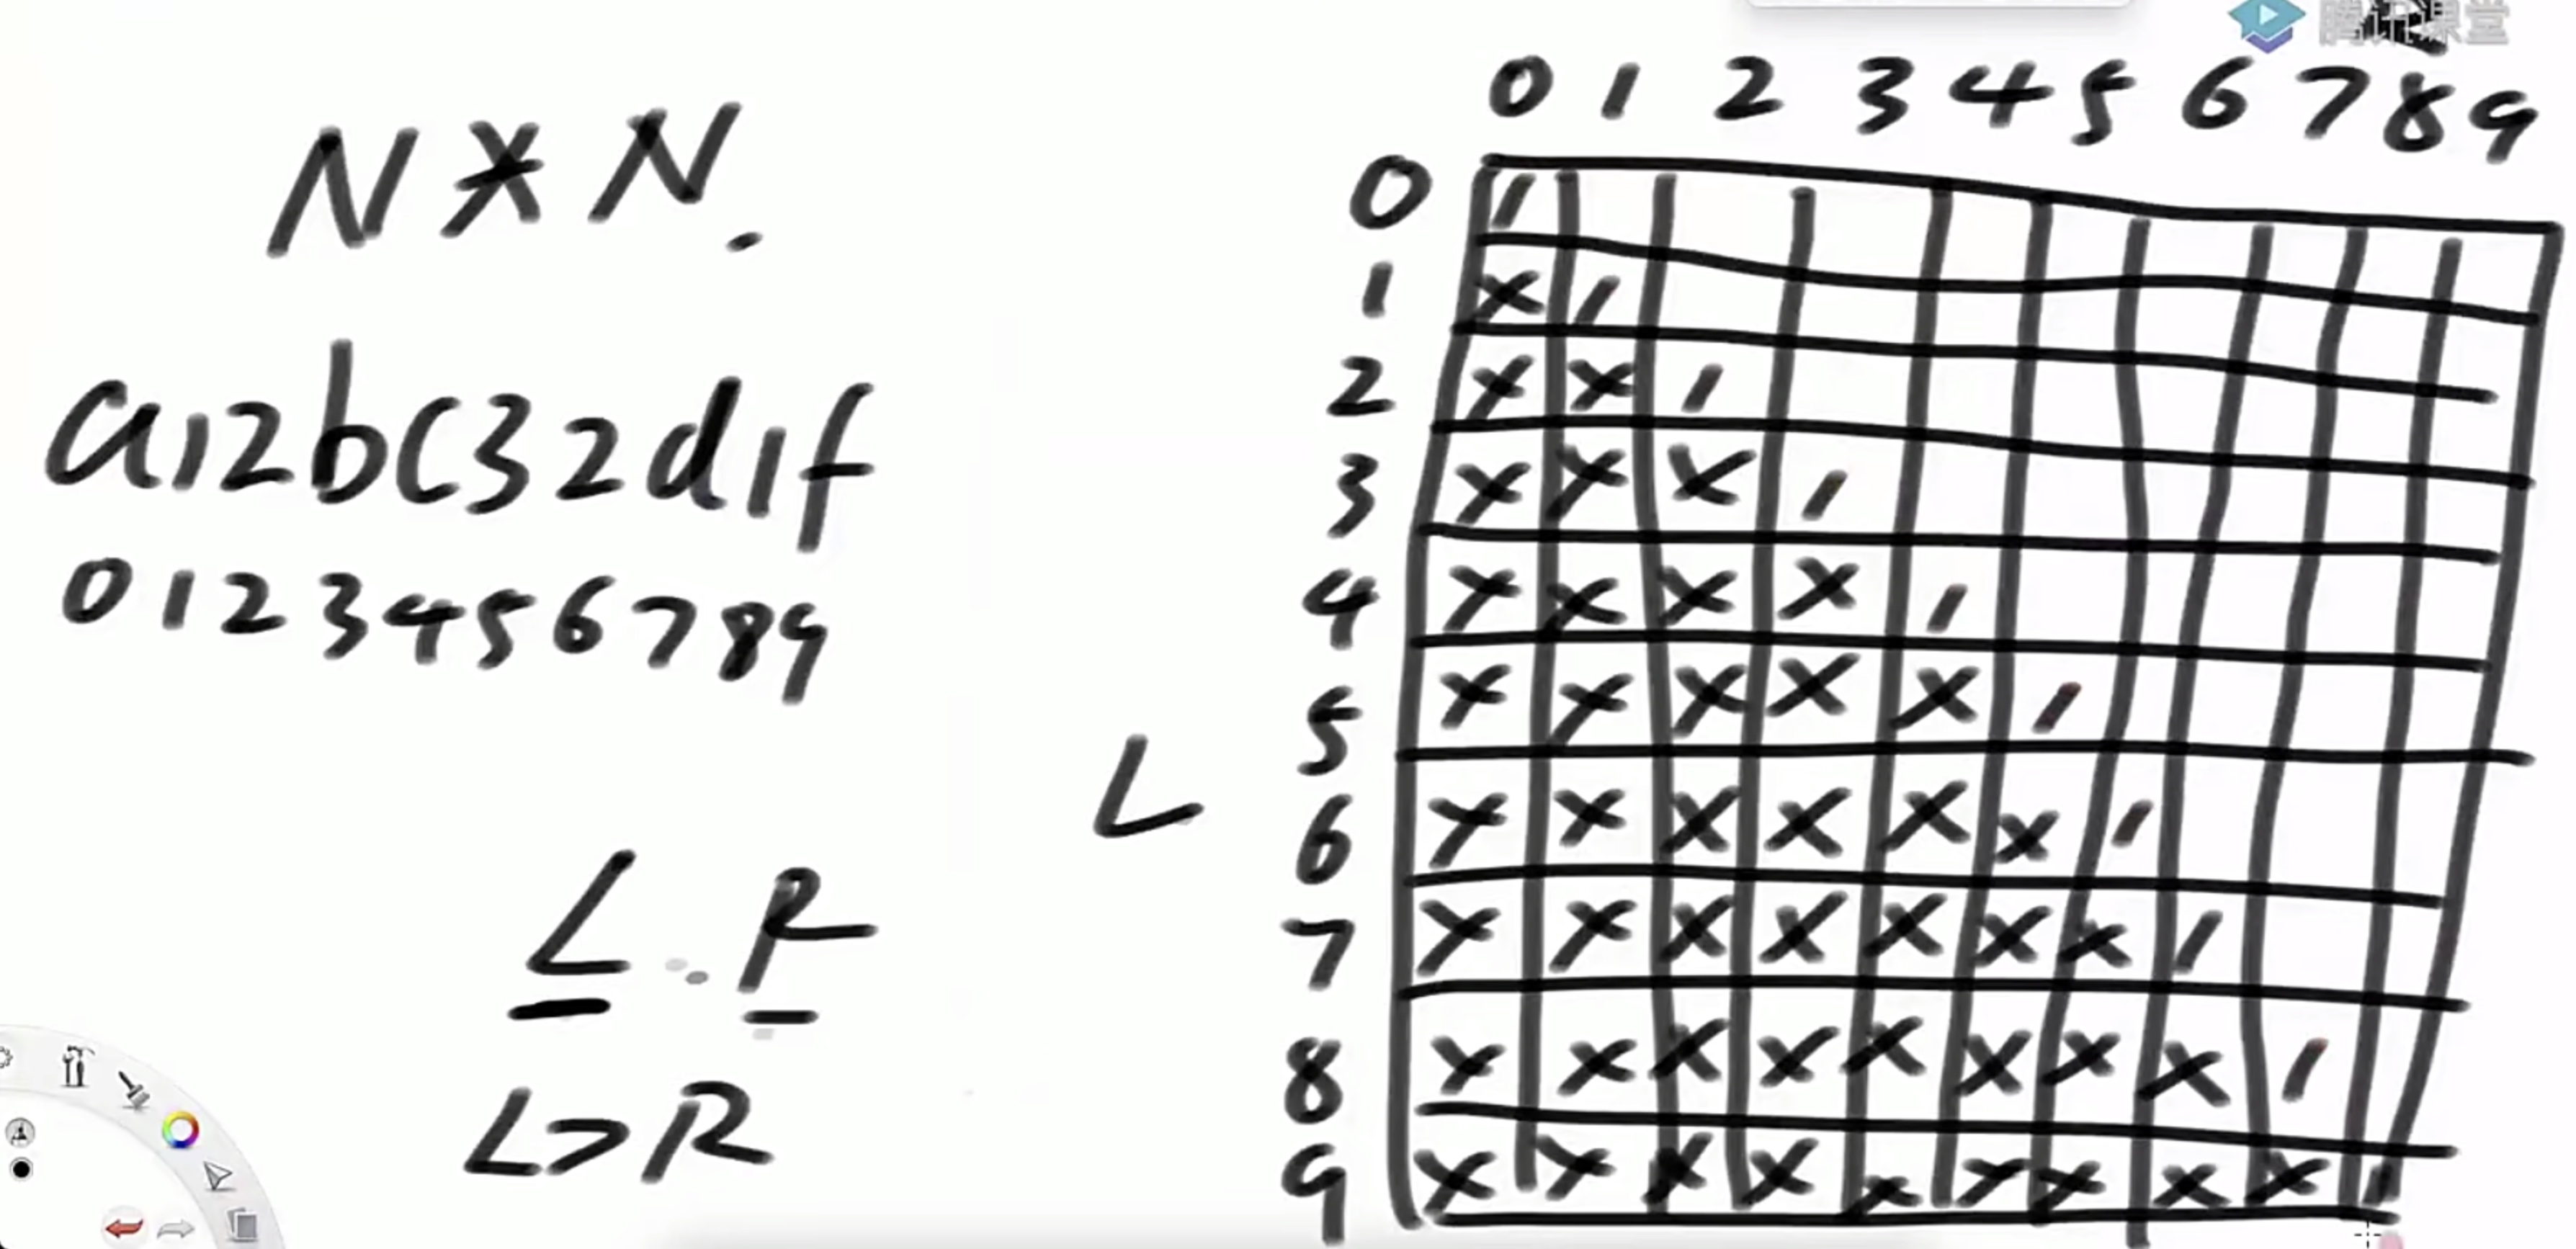 腾讯课堂
N*N.
a12bc32d1f
0123456789
L R
L>R
L
0 1 2 3 4 5 6 7 8 9
0 1
1 x 1
2 x x 1
3 x x x 1
4 x x x x 1
5 x x x x x 1
6 x x x x x x 1
7 x x x x x x x 1
8 x x x x x x x x 1
9 x x x x x x x x x 1